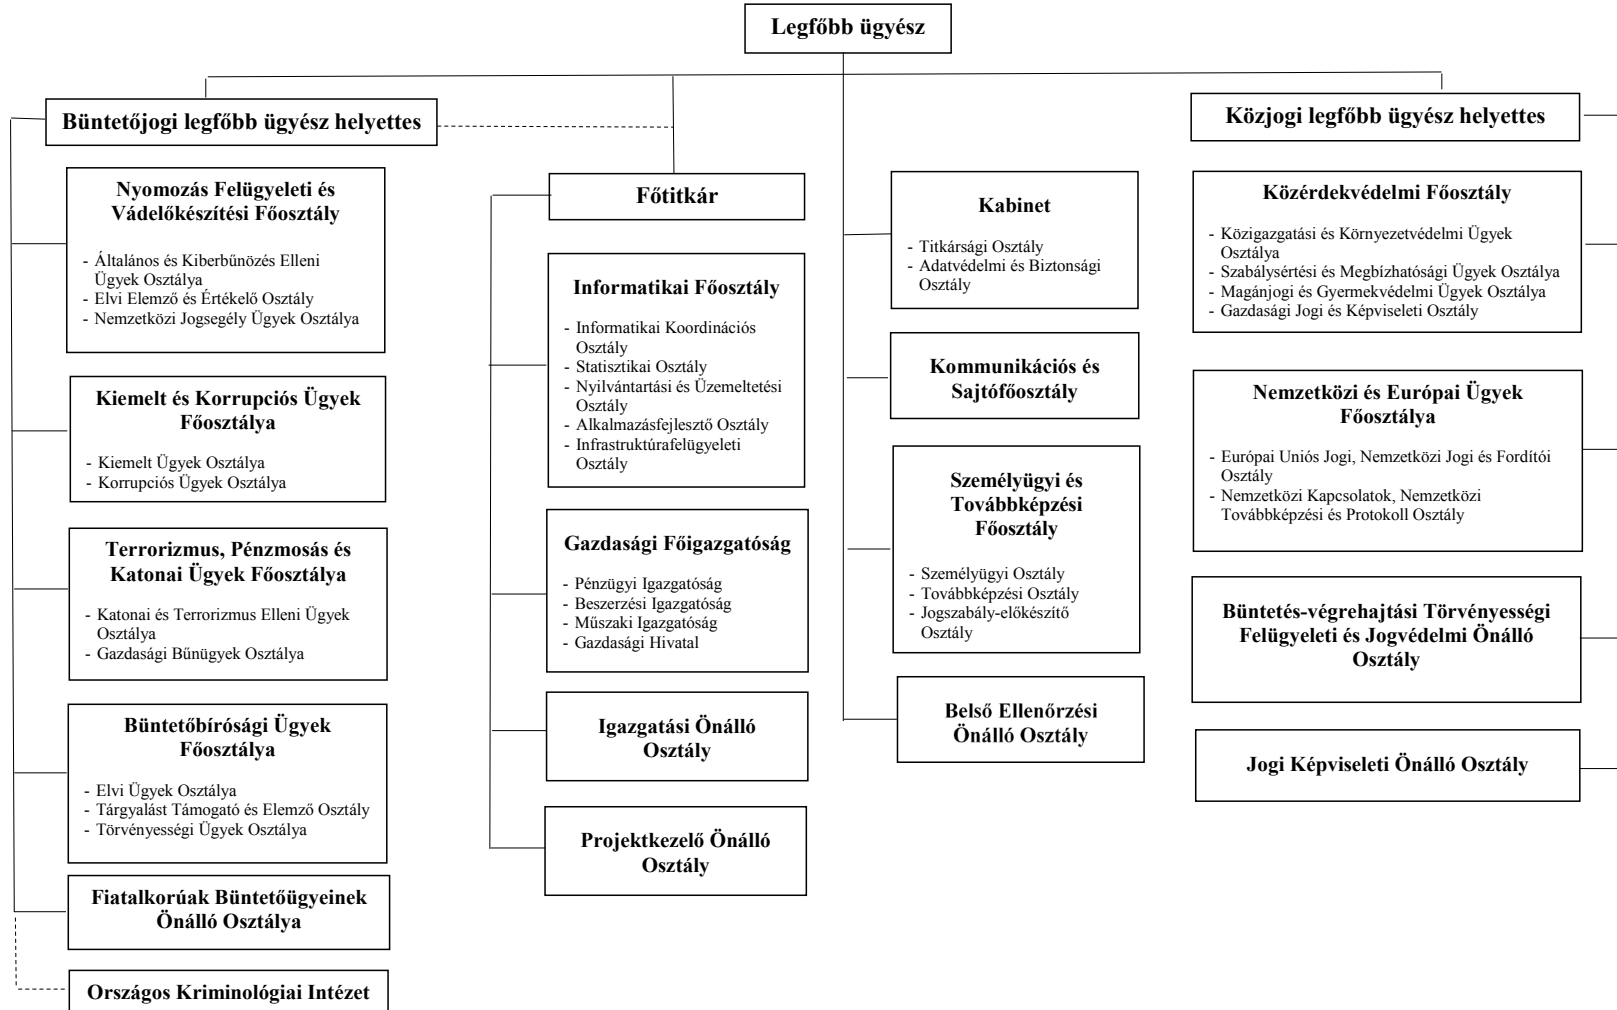 Legfőbb ügyész
Büntetőjogi legfőbb ügyész helyettes
Nyomozás Felügyeleti és
Vádelőkészítési Főosztály
- Általános és Kiberbűnözés Elleni
Ügyek Osztálya
- Elvi Elemző és Értékelő Osztály
- Nemzetközi Jogsegély Ügyek Osztálya
Kiemelt és Korrupciós Ügyek
Főosztálya
- Kiemelt Ügyek Osztálya
- Korrupciós Ügyek Osztálya
Terrorizmus, Pénzmosás és
Katonai Ügyek Főosztálya
- Katonai és Terrorizmus Elleni Ügyek
Osztálya
- Gazdasági Bűnügyek Osztálya
Büntetőbírósági Ügyek
Főosztálya
- Elvi Ügyek Osztálya
- Tárgyalást Támogató és Elemző Osztály
- Törvényességi Ügyek Osztálya
Fiatalkorúak Büntetőügyeinek
Önálló Osztálya
Országos Kriminológiai Intézet
Főtitkár
Informatikai Főosztály
- Informatikai Koordinációs
Osztály
- Statisztikai Osztály
- Nyilvántartási és Üzemeltetési
Osztály
- Alkalmazásfejlesztő Osztály
- Infrastruktúrafelügyeleti
Osztály
Gazdasági Főigazgatóság
- Pénzügyi Igazgatóság
- Beszerzési Igazgatóság
- Műszaki Igazgatóság
- Gazdasági Hivatal
Igazgatási Önálló
Osztály
Projektkezelő Önálló
Osztály
Kabinet
- Titkársági Osztály
- Adatvédelmi és Biztonsági
Osztály
Kommunikációs és
Sajtófőosztály
Személyügyi és
Továbbképzési
Főosztály
- Személyügyi Osztály
- Továbbképzési Osztály
- Jogszabály-előkészítő
Osztály
Belső Ellenőrzési
Önálló Osztály
Közjogi legfőbb ügyész helyettes
Közérdekvédelmi Főosztály
- Közigazgatási és Környezetvédelmi Ügyek
Osztálya
- Szabálysértési és Megbízhatósági Ügyek Osztálya
- Magánjogi és Gyermekvédelmi Ügyek Osztálya
- Gazdasági Jogi és Képviseleti Osztály
Nemzetközi és Európai Ügyek
Főosztálya
- Európai Uniós Jogi, Nemzetközi Jogi és Fordítói
Osztály
- Nemzetközi Kapcsolatok, Nemzetközi
Továbbképzési és Protokoll Osztály
Büntetés-végrehajtási Törvényességi
Felügyeleti és Jogvédelmi Önálló
Osztály
Jogi Képviseleti Önálló Osztály